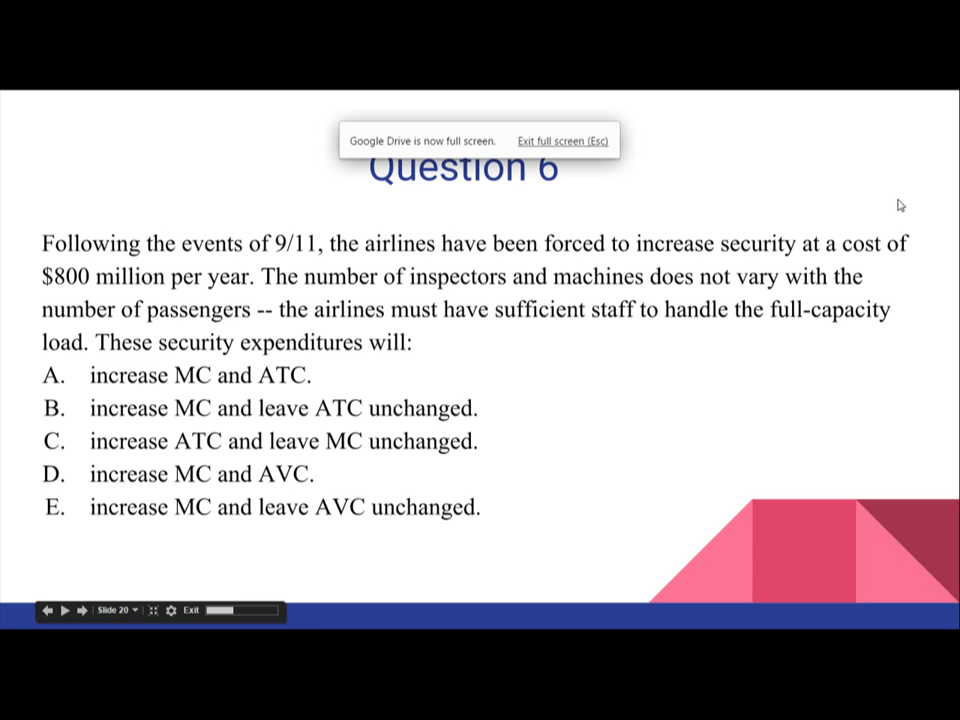 Google Drive is now full screen. Exit full screen (Esc)
Question 6
Following the events of 9/11, the airlines have been forced to increase security at a cost of
$800 million per year. The number of inspectors and machines does not vary with the
number of passengers -- the airlines must have sufficient staff to handle the full-capacity
load. These security expenditures will:
A. increase MC and ATC.
B. increase MC and leave ATC unchanged.
C. increase ATC and leave MC unchanged.
D. increase MC and AVC.
E. increase MC and leave AVC unchanged.
Slide 20 Exit